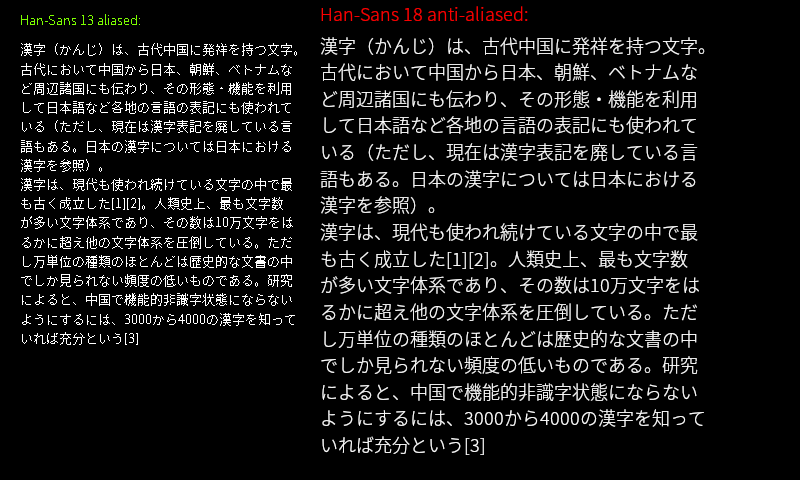 Han-Sans 13 aliased:
漢字（かんじ）は、古代中国に発祥を持つ文字。
古代において中国から日本、朝鮮、ベトナムな
ど周辺諸国にも伝わり、その形態・機能を利用
して日本語など各地の言語の表記にも使われて
いる（ただし、現在は漢字表記を廃している言
語もある。日本の漢字については日本における
漢字を参照）。
漢字は、現代も使われ続けている文字の中で最
も古く成立した[1][2]。人類史上、最も文字数
が多い文字体系であり、その数は10万文字をは
るかに超え他の文字体系を圧倒している。ただ
し万単位の種類のほとんどは歴史的な文書の中
でしか見られない頻度の低いものである。研究
によると、中国で機能的非識字状態にならない
ようにするには、3000から4000の漢字を知って
いれば充分という[3]
Han-Sans 18 anti-aliased:
漢字（かんじ）は、古代中国に発祥を持つ文字。
古代において中国から日本、朝鮮、ベトナムな
ど周辺諸国にも伝わり、その形態・機能を利用
して日本語など各地の言語の表記にも使われて
いる（ただし、現在は漢字表記を廃している言
語もある。日本の漢字については日本における
漢字を参照）。
漢字は、現代も使われ続けている文字の中で最
も古く成立した[1][2]。人類史上、最も文字数
が多い文字体系であり、その数は10万文字をは
るかに超え他の文字体系を圧倒している。ただ
し万単位の種類のほとんどは歴史的な文書の中
でしか見られない頻度の低いものである。研究
によると、中国で機能的非識字状態にならない
ようにするには、3000から4000の漢字を知って
いれば充分という[3]